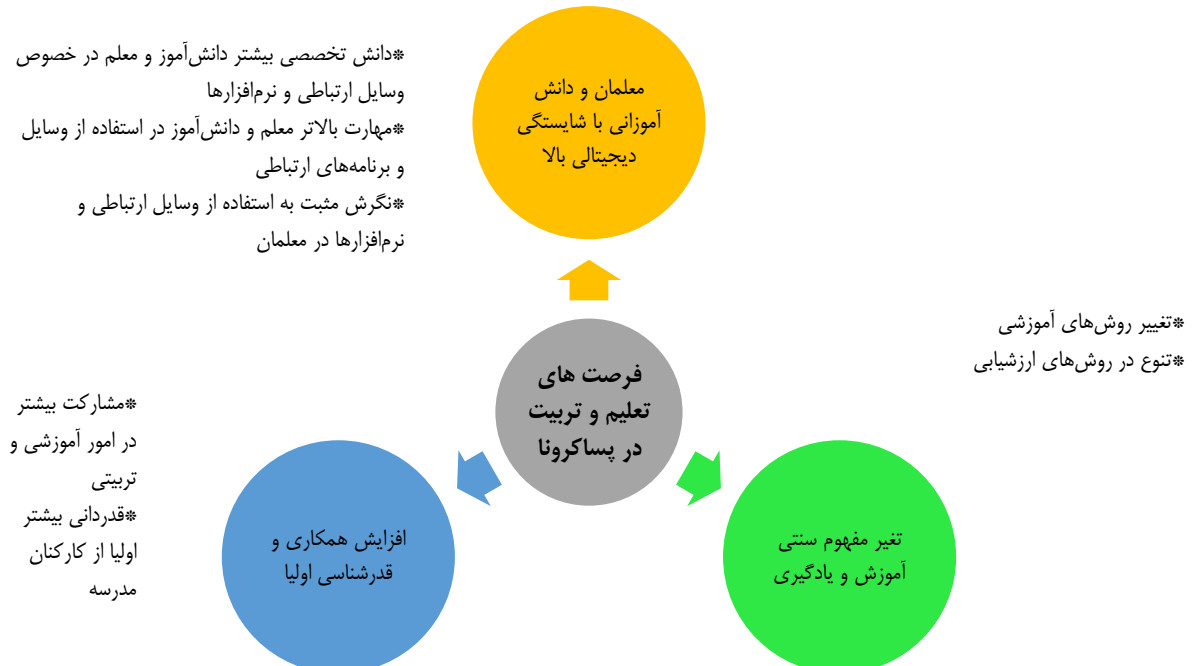 *دانش تخصصی بیشتر دانش‌آموز و معلم در خصوص
وسایل ارتباطی و نرم‌افزارها
*مهارت بالاتر معلم و دانش‌آموز در استفاده از وسایل
و برنامه‌های ارتباطی
*نگرش مثبت به استفاده از وسایل ارتباطی و
نرم‌افزارها در معلمان
معلمان و دانش
آموزانی با شایستگی
دیجیتالی بالا
*تغییر روش‌های آموزشی
*تنوع در روش‌های ارزشیابی
فرصت های
تعلیم و تربیت
در پساکرونا
*مشارکت بیشتر
در امور آموزشی و
تربیتی
*قدردانی بیشتر
اولیا از کارکنان
مدرسه
افزایش همکاری و
قدرشناسی اولیا
تغیر مفهوم سنتی
آموزش و یادگیری